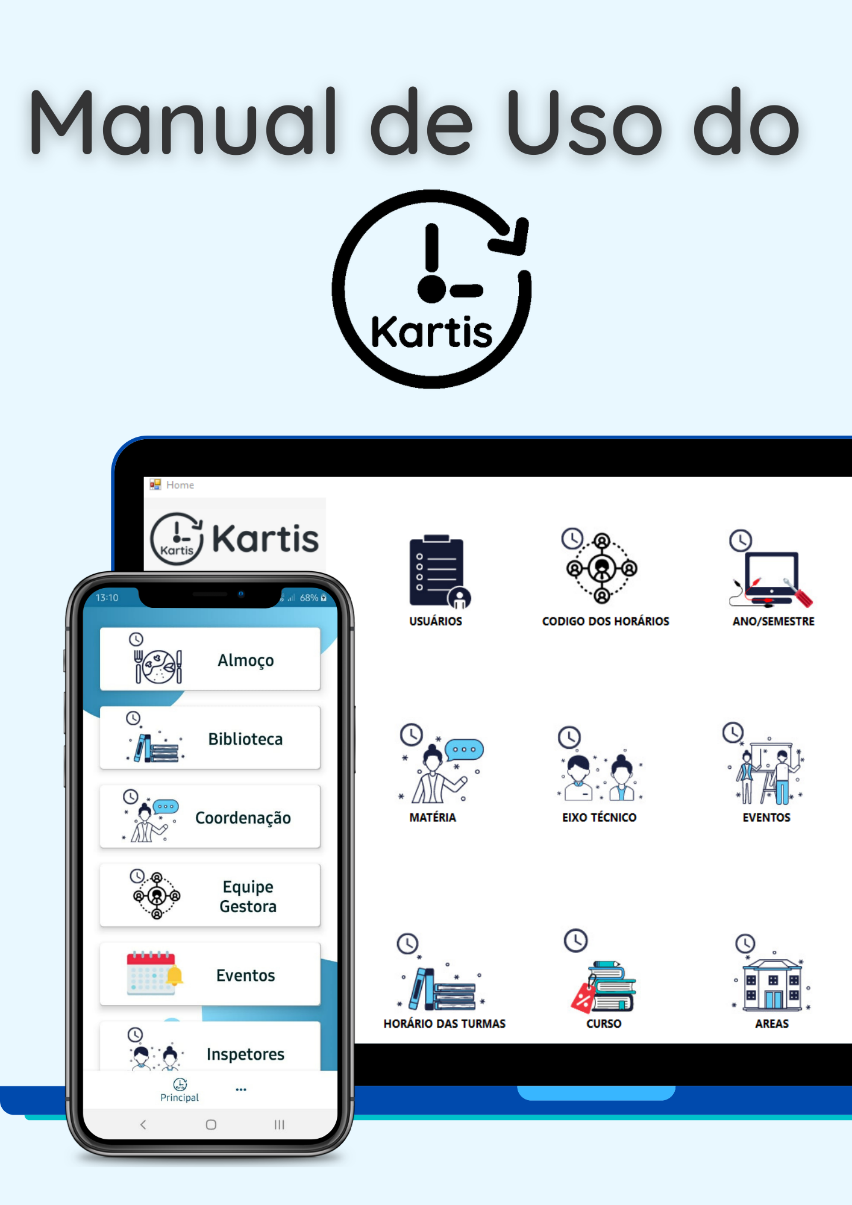 Manual de Uso do
Kartis
Home
Kartis
Kartis
USUÁRIOS
CODIGO DOS HORÁRIOS
ANO/SEMESTRE
MATÉRIA
EIXO TÉCNICO
EVENTOS
HORÁRIO DAS TURMAS
CURSO
AREAS
13:10
68%
Almoço
Biblioteca
Coordenação
Equipe
Gestora
Eventos
Inspetores
Principal